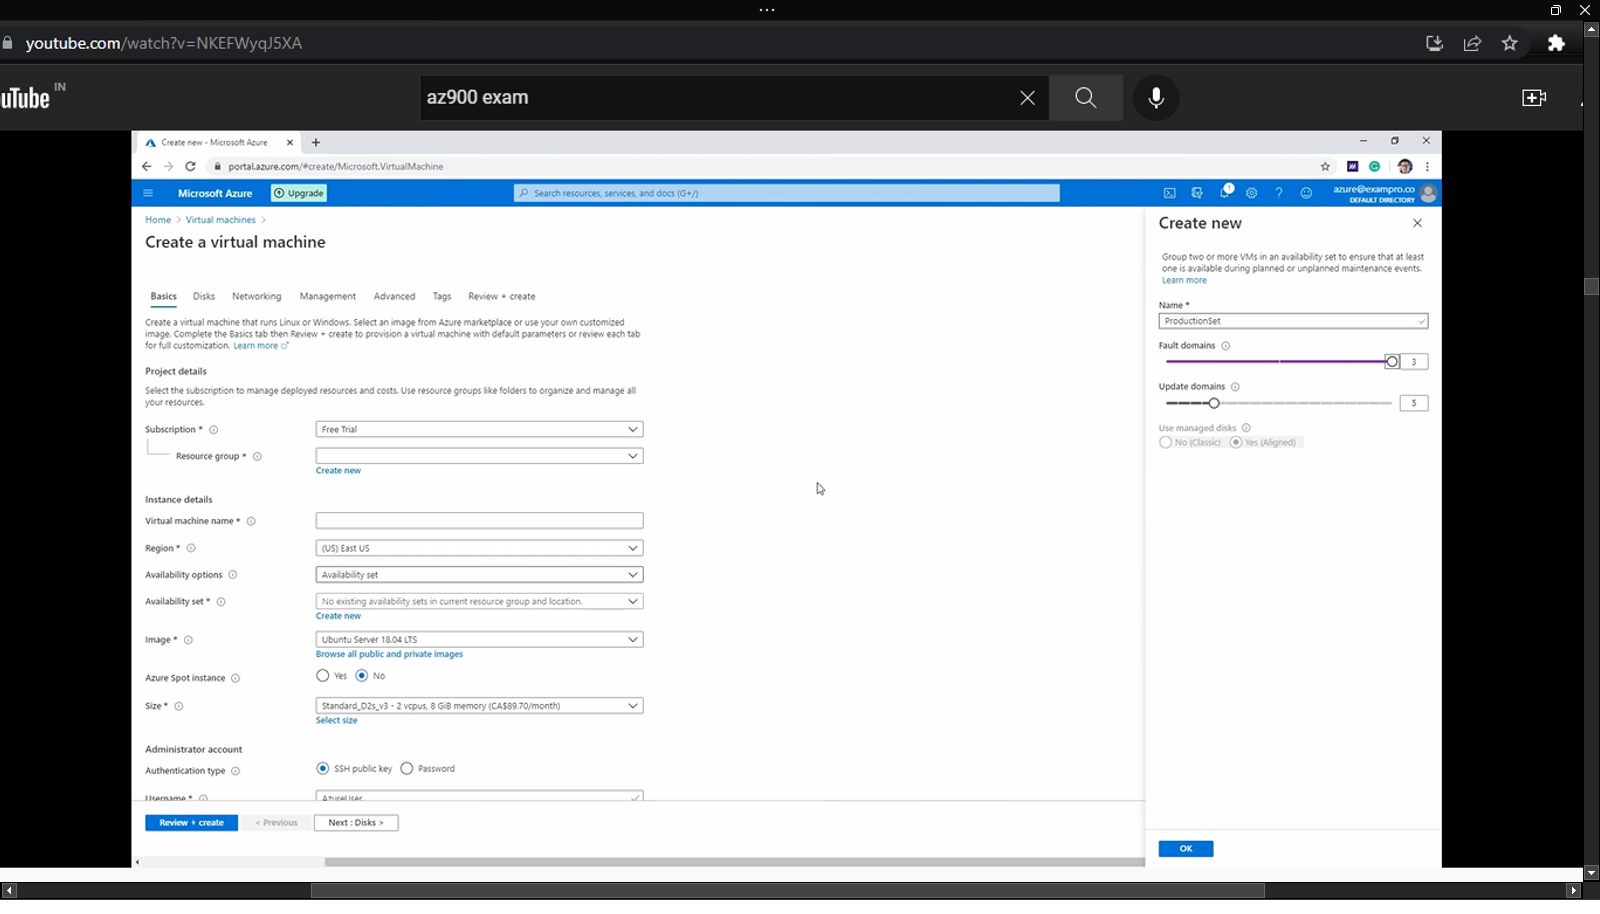 youtube.com/watch?v=NKEFWyqJ5XA
uTube IN
az900 exam
Create new - Microsoft Azure
portal.azure.com/#create/Microsoft.VirtualMachine
Microsoft Azure
Upgrade
Search resources, services, and docs (G+/)
1
azure@exampro.co
DEFAULT DIRECTORY
Home > Virtual machines >
Create a virtual machine
Basics Disks Networking Management Advanced Tags Review + create
Create a virtual machine that runs Linux or Windows. Select an image from Azure marketplace or use your own customized
image. Complete the Basics tab then Review + create to provision a virtual machine with default parameters or review each tab
for full customization. Learn more
Project details
Select the subscription to manage deployed resources and costs. Use resource groups like folders to organize and manage all
your resources.
Subscription * Free Trial
Resource group *
Create new
Instance details
Virtual machine name *
Region * (US) East US
Availability options Availability set
Availability set * No existing availability sets in current resource group and location.
Create new
Image * Ubuntu Server 18.04 LTS
Browse all public and private images
Azure Spot instance Yes No
Size * Standard_D2s_v3 - 2 vcpus, 8 GiB memory (CA$89.70/month)
Select size
Administrator account
Authentication type SSH public key Password
Username * AzureUser
Review + create < Previous Next : Disks >
Create new
Group two or more VMs in an availability set to ensure that at least
one is available during planned or unplanned maintenance events.
Learn more
Name *
ProductionSet
Fault domains
3
Update domains
5
Use managed disks
No (Classic) Yes (Aligned)
OK